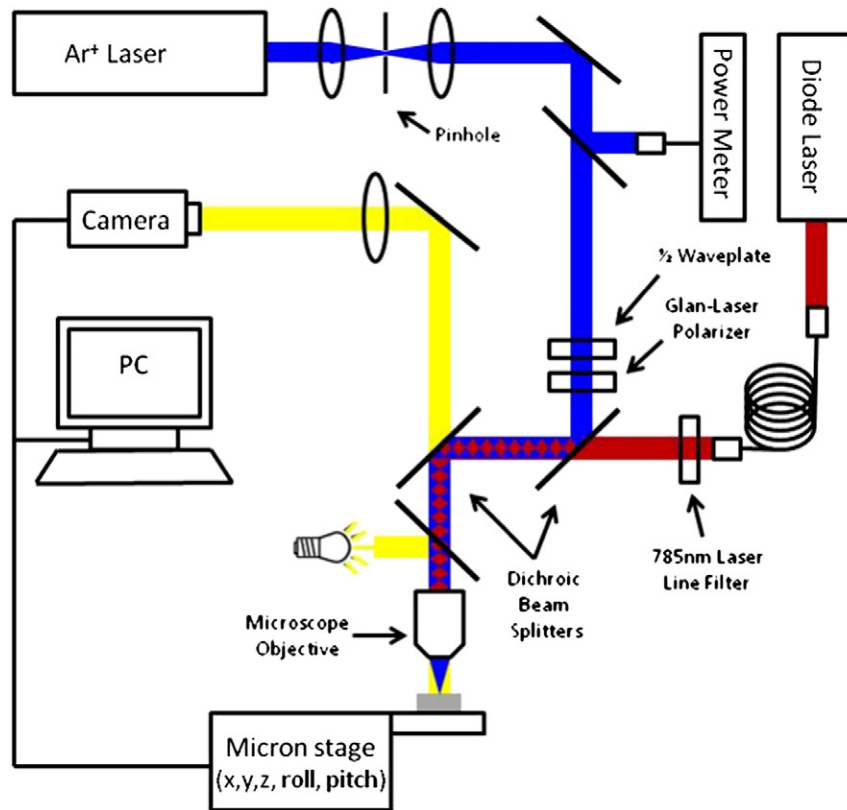 Ar⁺ Laser
Pinhole
Power Meter
Diode Laser
Camera
½ Waveplate
Glan-Laser
Polarizer
PC
785nm Laser
Line Filter
Dichroic
Beam
Splitters
Microscope
Objective
Micron stage
(x,y,z, roll, pitch)